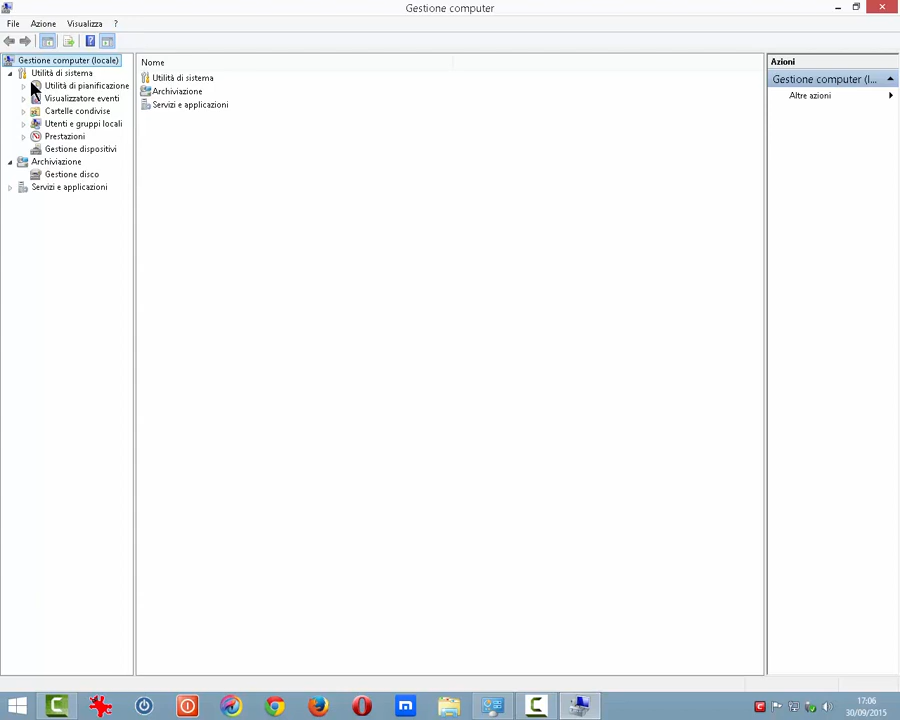 Gestione computer
File Azione Visualizza ?
Gestione computer (locale)
Utilità di sistema
Utilità di pianificazione
Visualizzatore eventi
Cartelle condivise
Utenti e gruppi locali
Prestazioni
Gestione dispositivi
Archiviazione
Gestione disco
Servizi e applicazioni
Nome
Utilità di sistema
Archiviazione
Servizi e applicazioni
Azioni
Gestione computer (l...
Altre azioni
17:06
30/09/2015